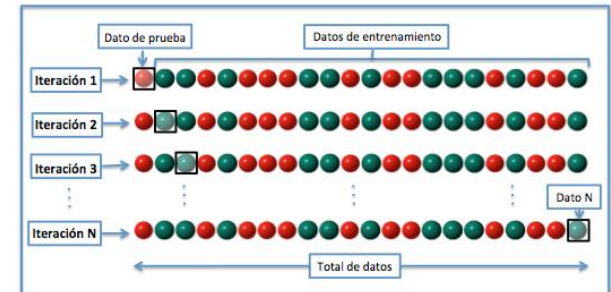 Dato de prueba
Datos de entrenamiento
Iteración 1
Iteración 2
Iteración 3
Dato N
Iteración N
Total de datos